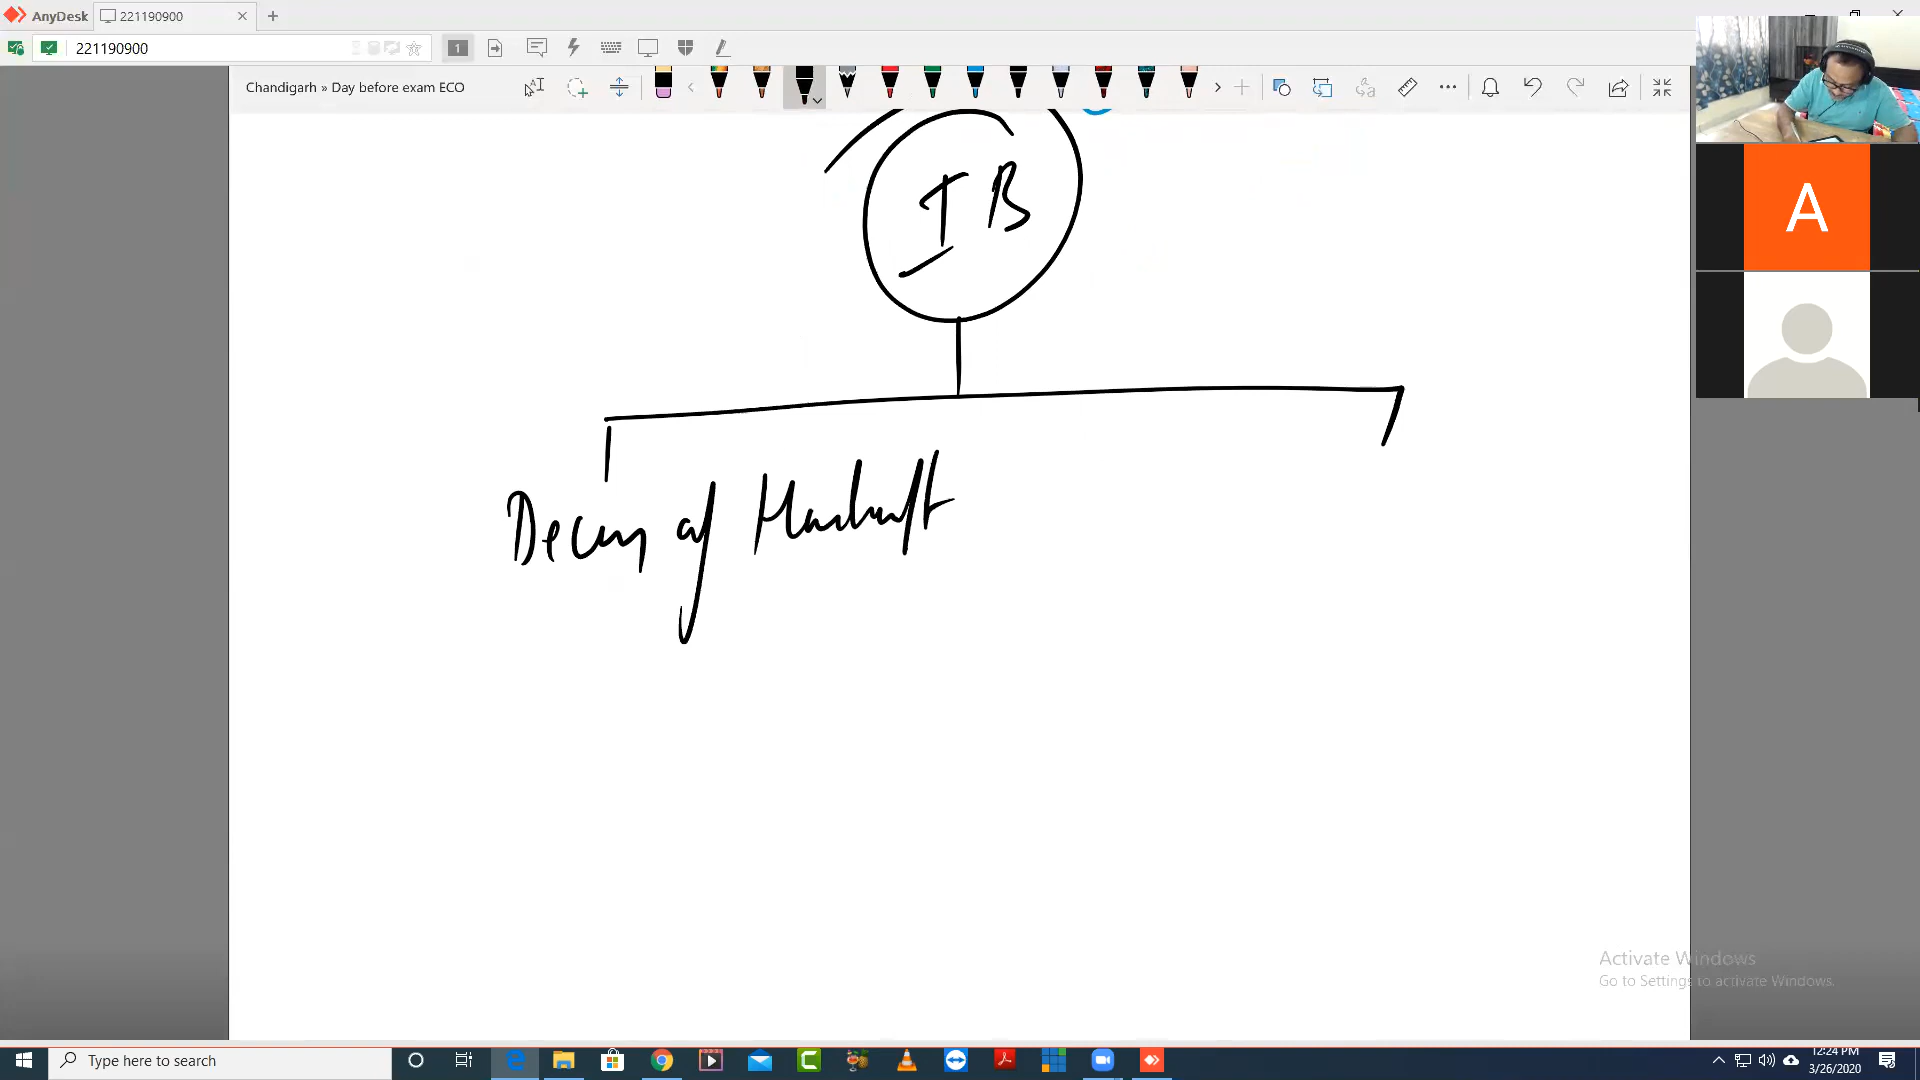 AnyDesk
221190900
221190900
1
Chandigarh » Day before exam ECO
IB
Decay of Handicraft
A
Activate Windows
Go to Settings to activate Windows.
Type here to search
12:24 PM
3/26/2020